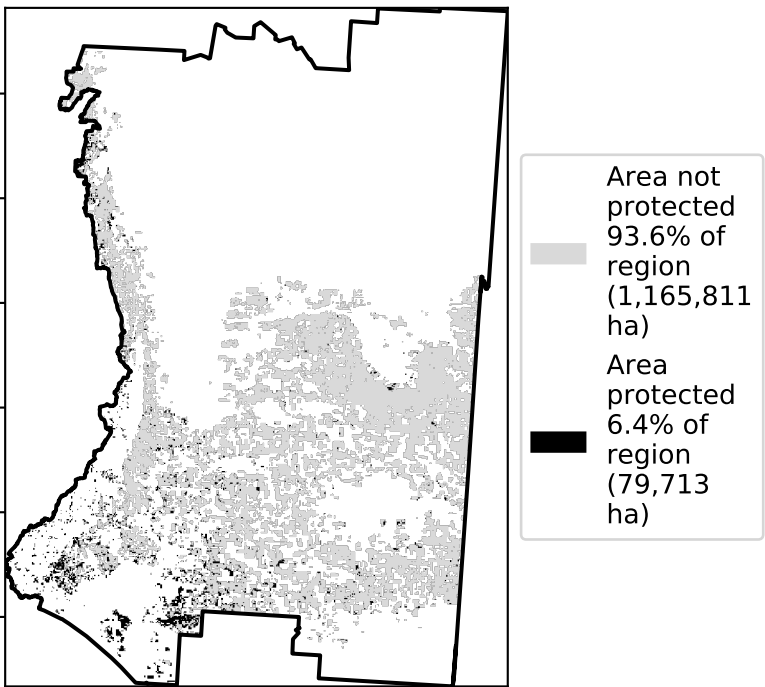 Area not
protected
93.6% of
region
(1,165,811
ha)
Area
protected
6.4% of
region
(79,713
ha)